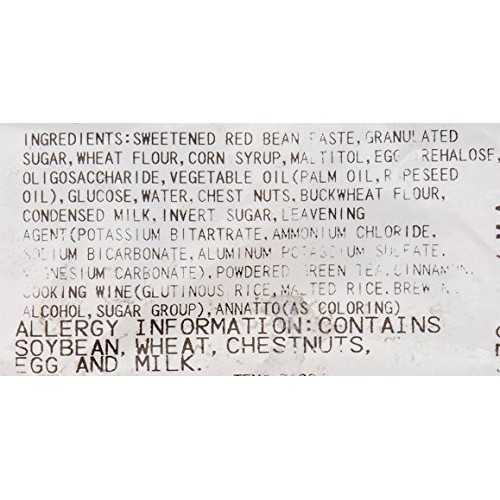 INGREDIENTS:SWEETENED RED BEAN PASTE, GRANULATED
SUGAR, WHEAT FLOUR, CORN SYRUP, MALTITOL, EGG, TREHALOSE,
OLIGOSACCHARIDE, VEGETABLE OIL(PALM OIL, RAPESEED
OIL), GLUCOSE, WATER, CHEST NUTS, BUCKWHEAT FLOUR,
CONDENSED MILK, INVERT SUGAR, LEAVENING
AGENT(POTASSIUM BITARTRATE, AMMONIUM CHLORIDE,
SODIUM BICARBONATE, ALUMINUM POTASSIUM SULFATE,
MAGNESIUM CARBONATE), POWDERED GREEN TEA, CINNAMON,
COOKING WINE(GLUTINOUS RICE, MALTED RICE, BREWING
ALCOHOL, SUGAR GROUP), ANNATTO(AS COLORING)
ALLERGY INFORMATION:CONTAINS
SOYBEAN, WHEAT, CHESTNUTS,
EGG AND MILK.